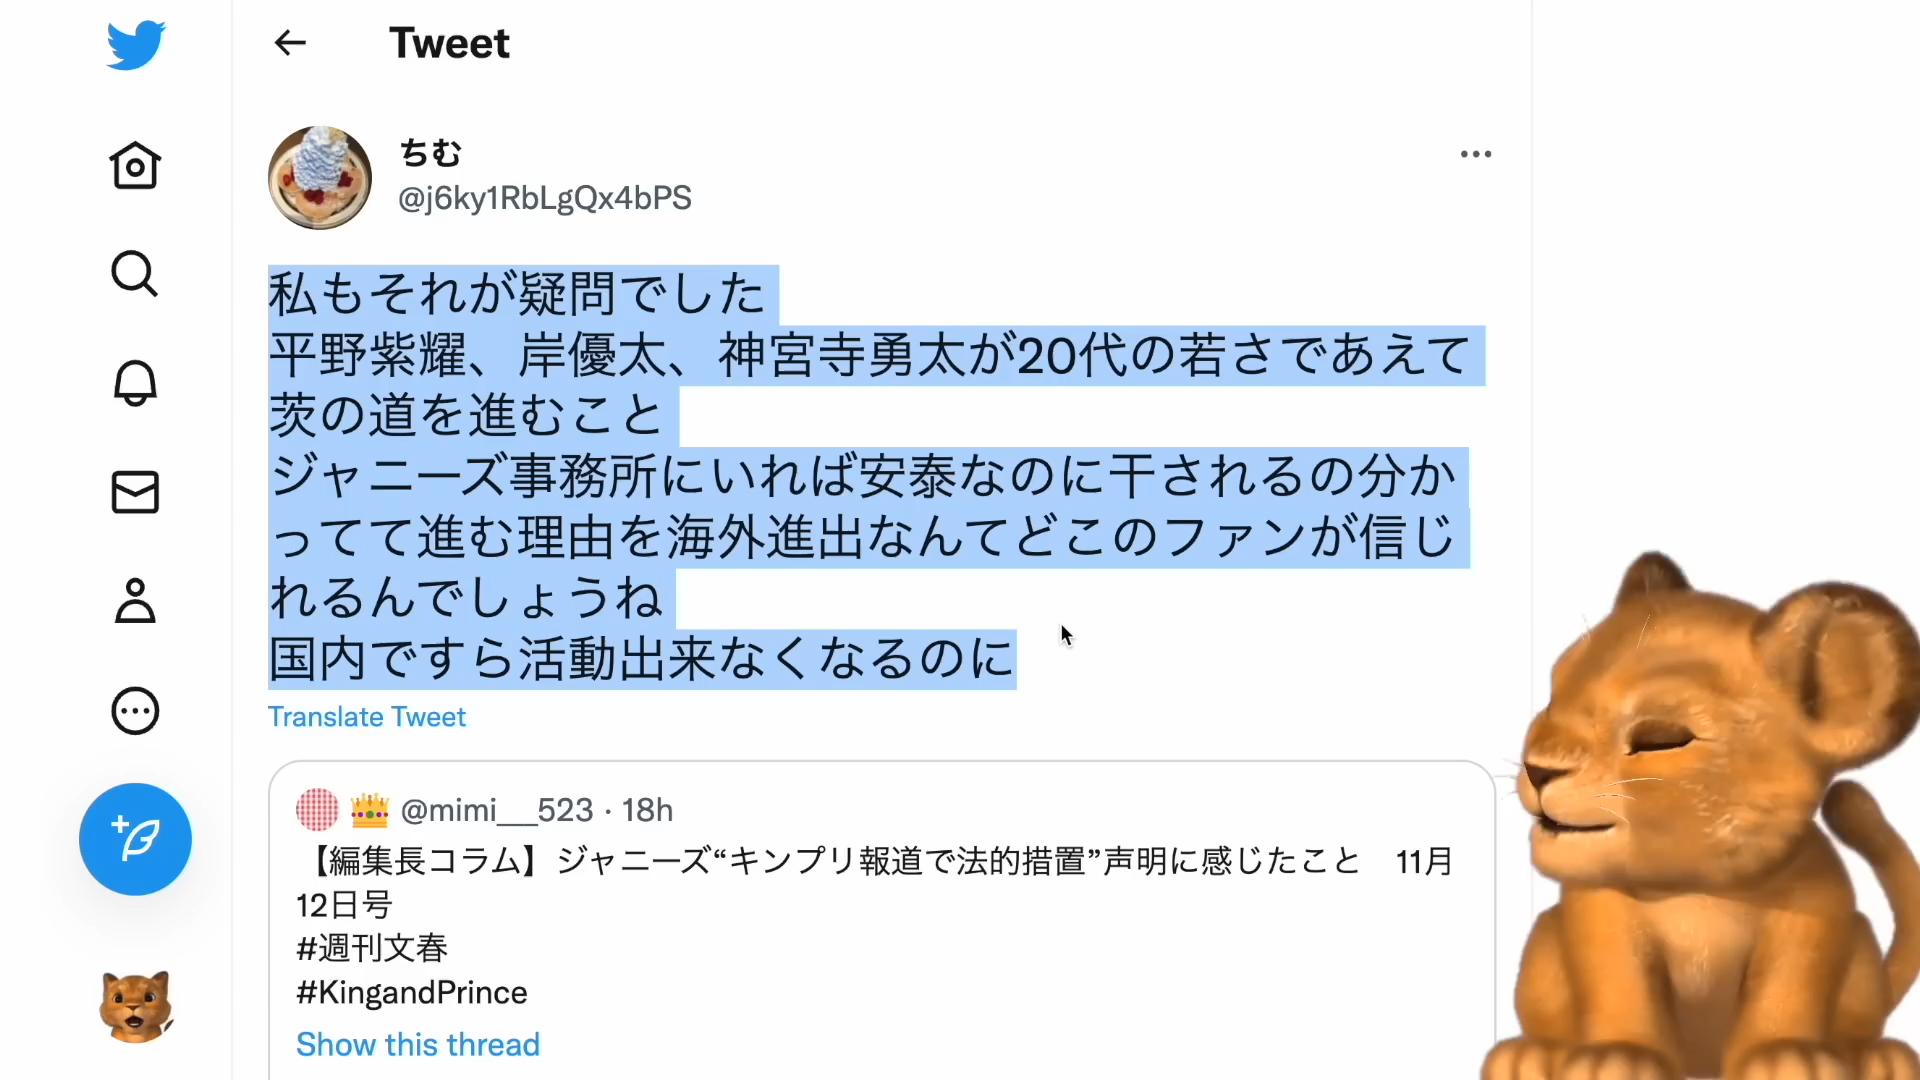 Tweet
ちむ
@j6ky1RbLgQx4bPS
私もそれが疑問でした
平野紫耀、岸優太、神宮寺勇太が20代の若さであえて
茨の道を進むこと
ジャニーズ事務所にいれば安泰なのに干されるの分か
ってて進む理由を海外進出なんてどこのファンが信じ
れるんでしょうね
国内ですら活動出来なくなるのに
Translate Tweet
@mimi___523 · 18h
【編集長コラム】ジャニーズ“キンプリ報道で法的措置”声明に感じたこと　11月
12日号
#週刊文春
#KingandPrince
Show this thread